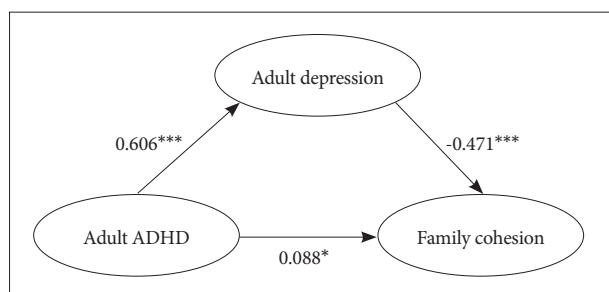 Adult depression
0.606***
-0.471***
Adult ADHD
Family cohesion
0.088*